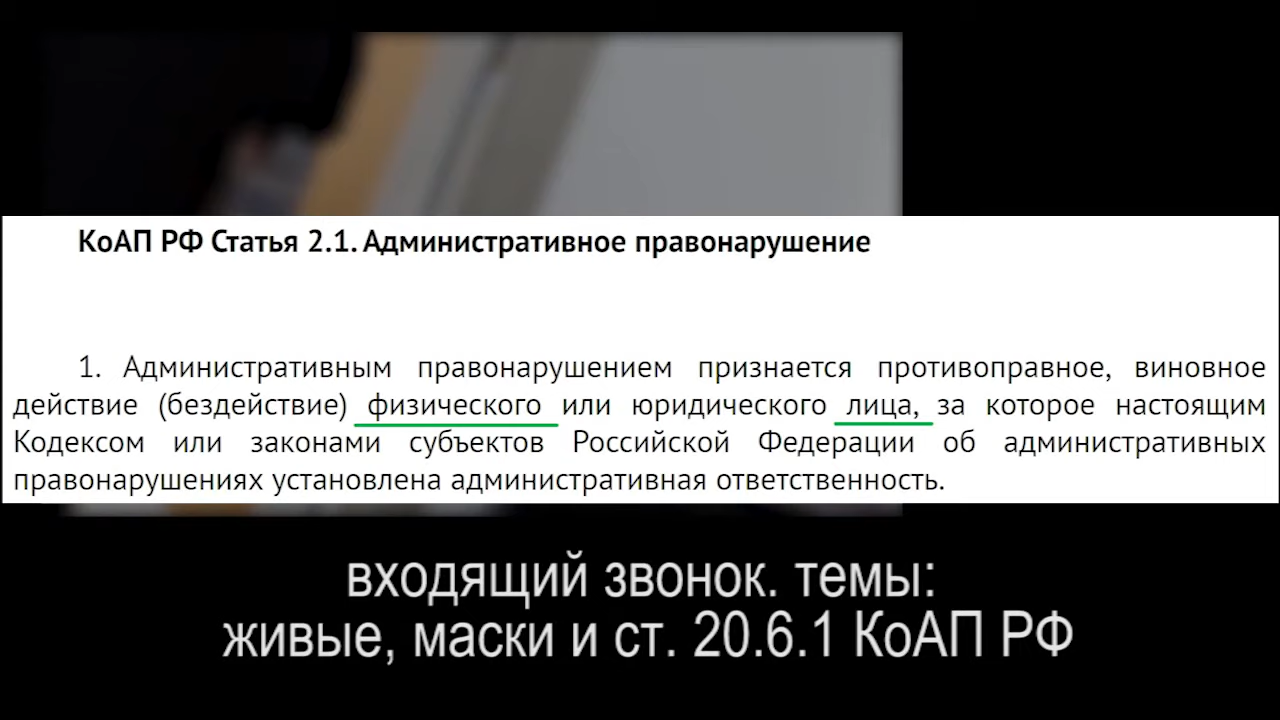 КоАП РФ Статья 2.1. Административное правонарушение
1. Административным правонарушением признается противоправное, виновное
действие (бездействие) физического или юридического лица, за которое настоящим
Кодексом или законами субъектов Российской Федерации об административных
правонарушениях установлена административная ответственность.
входящий звонок. темы:
живые, маски и ст. 20.6.1 КоАП РФ